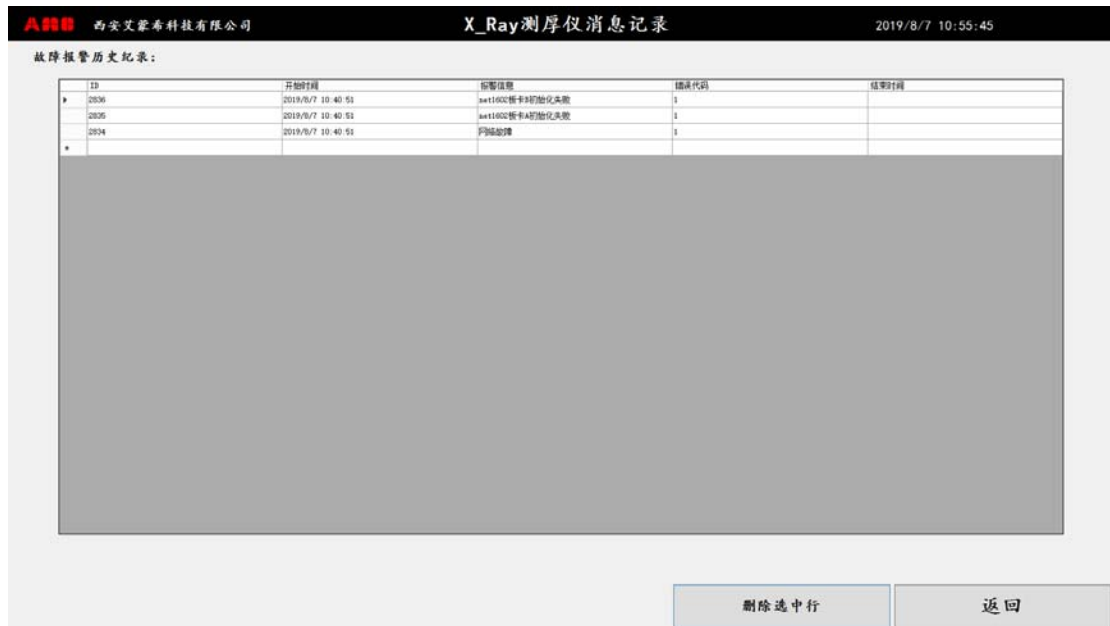 ABB 西安艾蒙希科技有限公司 X_Ray测厚仪消息记录 2019/8/7 10:55:45
故障报警历史纪录:
ID 开始时间 报警信息 错误代码 结束时间
2836 2019/8/7 10:40:51 net1602板卡B初始化失败 1
2835 2019/8/7 10:40:51 net1602板卡A初始化失败 1
2834 2019/8/7 10:40:51 网络故障 1
删除选中行 返回